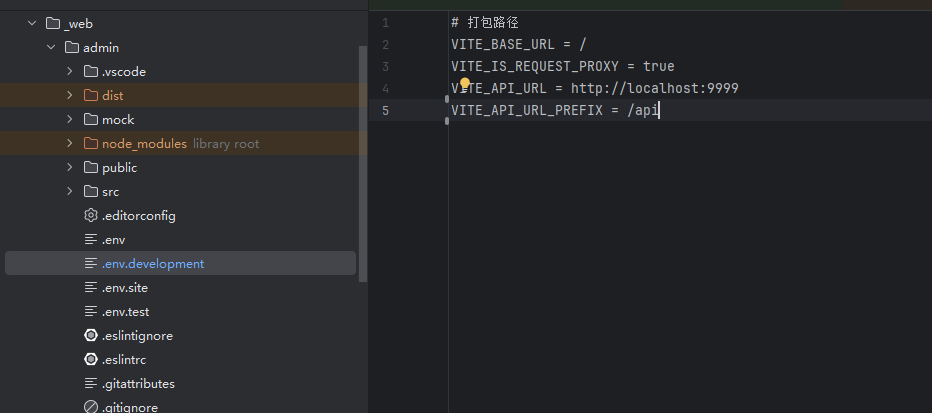 _web
admin
.vscode
dist
mock
node_modules library root
public
src
.editorconfig
.env
.env.development
.env.site
.env.test
.eslintignore
.eslintrc
.gitattributes
.gitignore
1 # 打包路径
2 VITE_BASE_URL = /
3 VITE_IS_REQUEST_PROXY = true
4 VITE_API_URL = http://localhost:9999
5 VITE_API_URL_PREFIX = /api